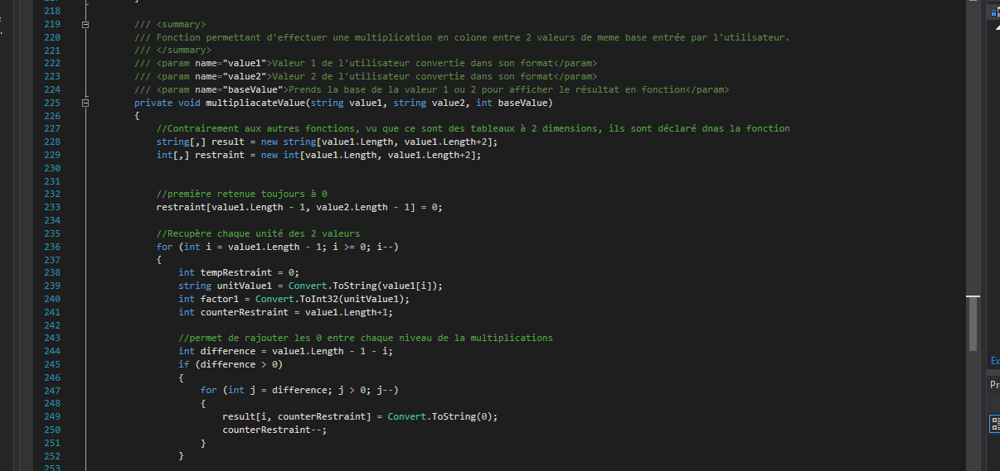 218
219 /// <summary>
220 /// Fonction permettant d'effectuer une multiplication en colone entre 2 valeurs de meme base entrée par l'utilisateur.
221 /// </summary>
222 /// <param name="value1">Valeur 1 de l'utilisateur convertie dans son format</param>
223 /// <param name="value2">Valeur 2 de l'utilisateur convertie dans son format</param>
224 /// <param name="baseValue">Prends la base de la valeur 1 ou 2 pour afficher le résultat en fonction</param>
225 private void multipliacateValue(string value1, string value2, int baseValue)
226 {
227 //Contrairement aux autres fonctions, vu que ce sont des tableaux à 2 dimensions, ils sont déclaré dnas la fonction
228 string[,] result = new string[value1.Length, value1.Length+2];
229 int[,] restraint = new int[value1.Length, value1.Length+2];
230
231
232 //première retenue toujours à 0
233 restraint[value1.Length - 1, value2.Length - 1] = 0;
234
235 //Recupère chaque unité des 2 valeurs
236 for (int i = value1.Length - 1; i >= 0; i--)
237 {
238 int tempRestraint = 0;
239 string unitValue1 = Convert.ToString(value1[i]);
240 int factor1 = Convert.ToInt32(unitValue1);
241 int counterRestraint = value1.Length+1;
242
243 //permet de rajouter les 0 entre chaque niveau de la multiplications
244 int difference = value1.Length - 1 - i;
245 if (difference > 0)
246 {
247 for (int j = difference; j > 0; j--)
248 {
249 result[i, counterRestraint] = Convert.ToString(0);
250 counterRestraint--;
251 }
252 }
253
Ex
Pr